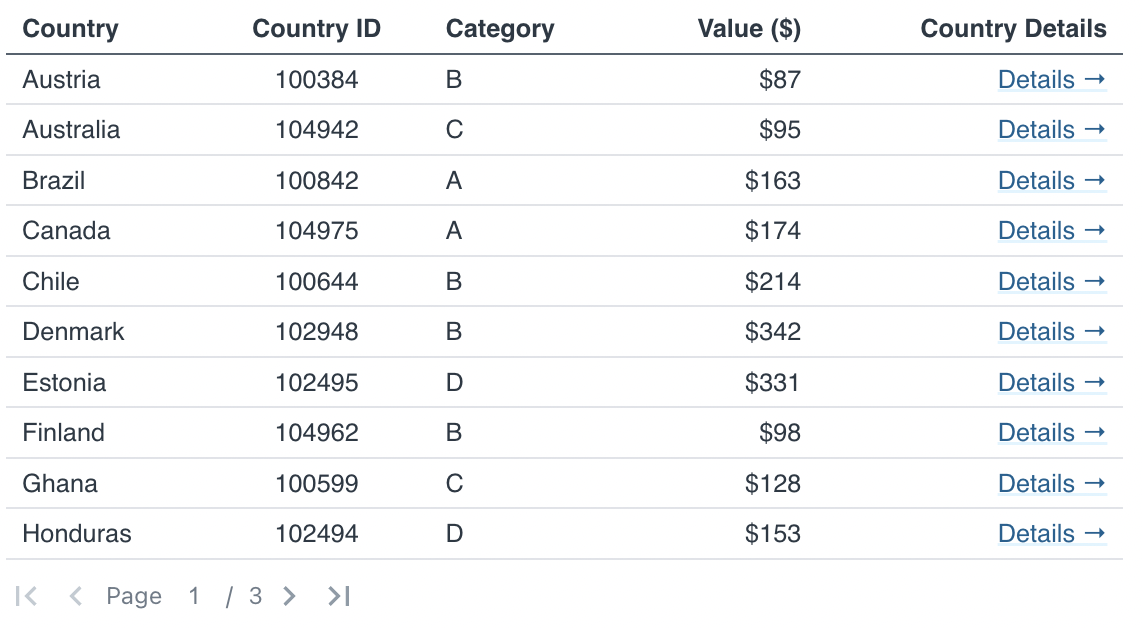 Country Country ID Category Value ($) Country Details
Austria 100384 B $87 Details →
Australia 104942 C $95 Details →
Brazil 100842 A $163 Details →
Canada 104975 A $174 Details →
Chile 100644 B $214 Details →
Denmark 102948 B $342 Details →
Estonia 102495 D $331 Details →
Finland 104962 B $98 Details →
Ghana 100599 C $128 Details →
Honduras 102494 D $153 Details →
Page 1 / 3